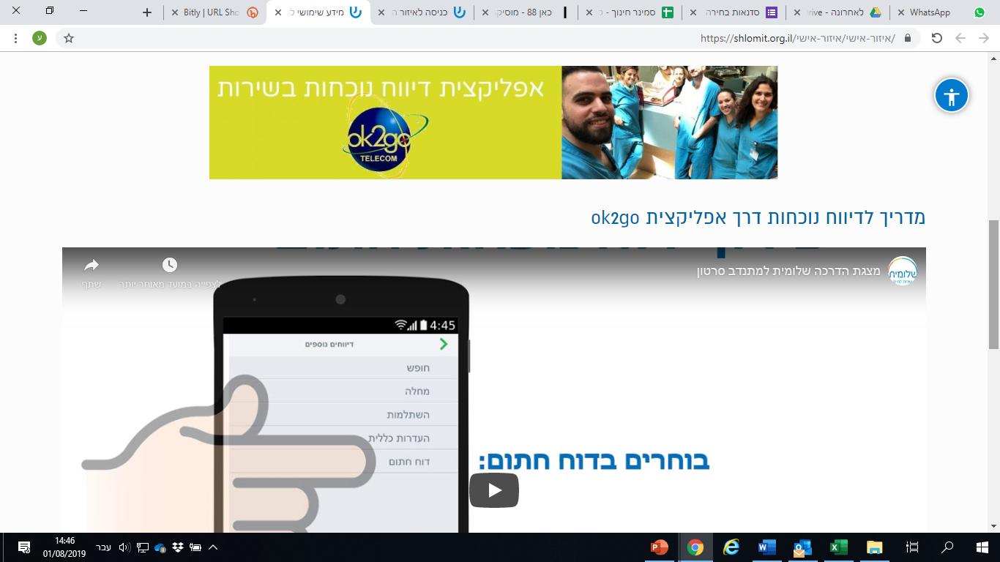 WhatsApp
לאחרונה - rive
סדנאות בחירה
סמינר חינוך -
כאן 88 - מוסיק
כניסה לאיזור ה
מידע שימושי ל
Bitly | URL Sho
https://shlomit.org.il/איזור-אישי/איזור-אישי/
ע
אפליקצית דיווח נוכחות בשירות
ok2go
TELECOM
מדריך לדיווח נוכחות דרך אפליקצית ok2go
שלומית
מצגת הדרכה שלומית למתנדב סרטון
לצפייה במועד מאוחר יותר
שתף
4:45
דיווחים נוספים
חופש
מחלה
השתלמות
העדרות כללית
דוח חתום
בוחרים בדוח חתום:
עבר
14:46
01/08/2019